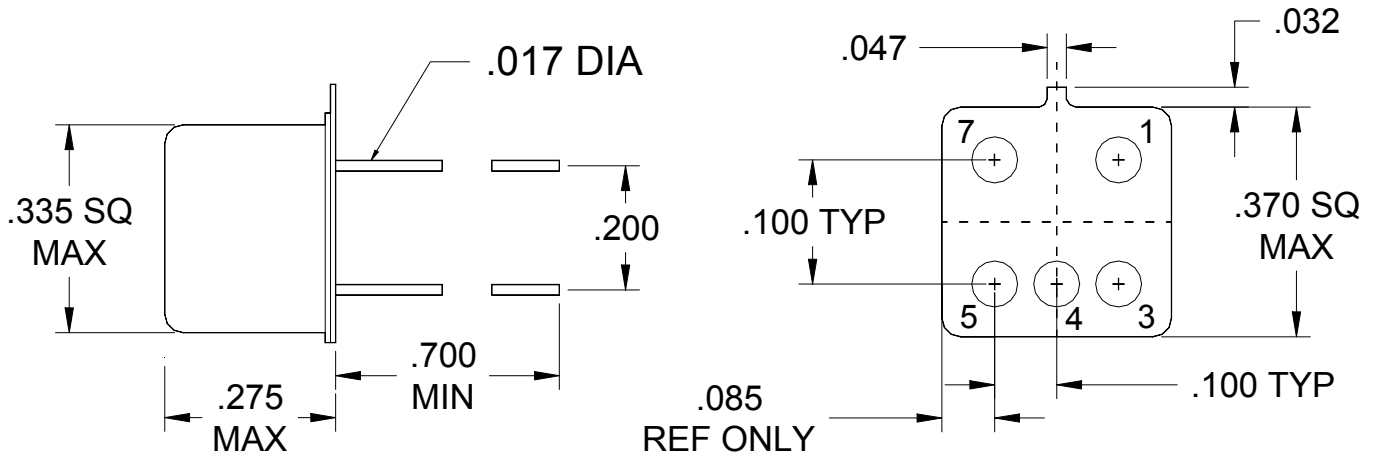 .017 DIA
.335 SQ
MAX
.200
.700
MIN
.275
MAX
.047
.032
7
1
.100 TYP
.370 SQ
MAX
5
4
3
.100 TYP
.085
REF ONLY